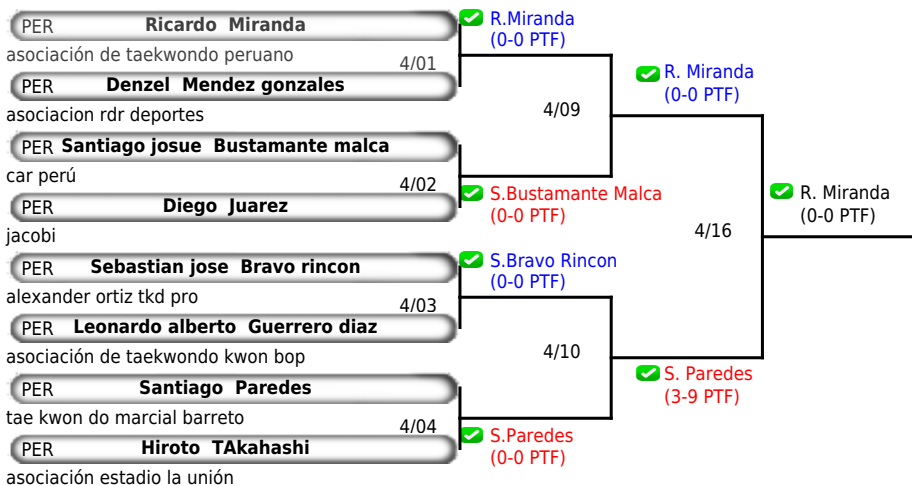 PER Ricardo Miranda
asociación de taekwondo peruano
4/01
PER Denzel Mendez gonzales
asociacion rdr deportes
PER Santiago josue Bustamante malca
car perú
4/02
PER Diego Juarez
jacobi
PER Sebastian jose Bravo rincon
alexander ortiz tkd pro
4/03
PER Leonardo alberto Guerrero diaz
asociación de taekwondo kwon bop
PER Santiago Paredes
tae kwon do marcial barreto
4/04
PER Hiroto TAkahashi
asociación estadio la unión
R.Miranda
(0-0 PTF)
4/09
S.Bustamante Malca
(0-0 PTF)
S.Bravo Rincon
(0-0 PTF)
4/10
S.Paredes
(0-0 PTF)
R. Miranda
(0-0 PTF)
4/16
S. Paredes
(3-9 PTF)
R. Miranda
(0-0 PTF)